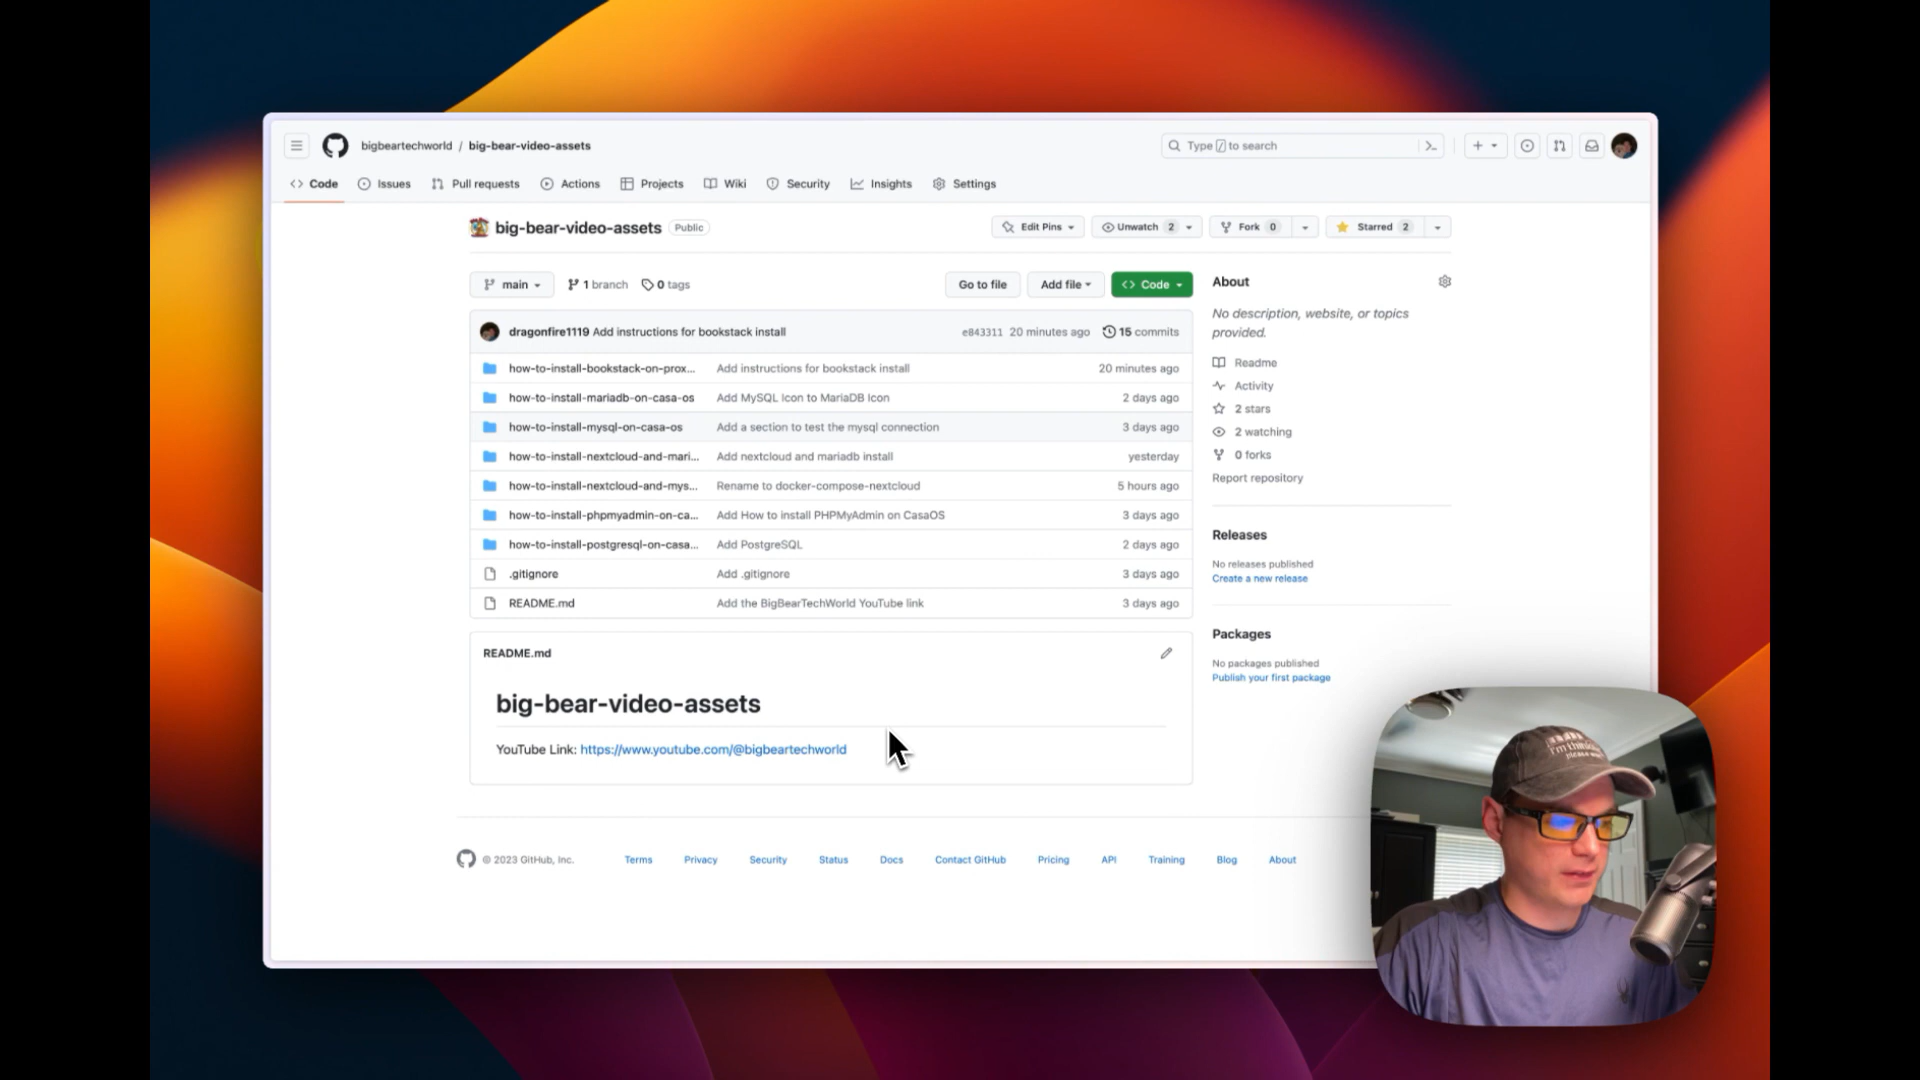 bigbeartechworld / big-bear-video-assets
Type / to search
Code Issues Pull requests Actions Projects Wiki Security Insights Settings
big-bear-video-assets Public
Edit Pins Unwatch 2 Fork 0 Starred 2
main 1 branch 0 tags Go to file Add file Code
dragonfire1119 Add instructions for bookstack install e843311 20 minutes ago 15 commits
how-to-install-bookstack-on-prox... Add instructions for bookstack install 20 minutes ago
how-to-install-mariadb-on-casa-os Add MySQL Icon to MariaDB Icon 2 days ago
how-to-install-mysql-on-casa-os Add a section to test the mysql connection 3 days ago
how-to-install-nextcloud-and-mari... Add nextcloud and mariadb install yesterday
how-to-install-nextcloud-and-mys... Rename to docker-compose-nextcloud 5 hours ago
how-to-install-phpmyadmin-on-ca... Add How to install PHPMyAdmin on CasaOS 3 days ago
how-to-install-postgresql-on-casa... Add PostgreSQL 2 days ago
.gitignore Add .gitignore 3 days ago
README.md Add the BigBearTechWorld YouTube link 3 days ago
README.md
big-bear-video-assets
YouTube Link: https://www.youtube.com/@bigbeartechworld
About
No description, website, or topics
provided.
Readme
Activity
2 stars
2 watching
0 forks
Report repository
Releases
No releases published
Create a new release
Packages
No packages published
Publish your first package
© 2023 GitHub, Inc. Terms Privacy Security Status Docs Contact GitHub Pricing API Training Blog About
I'm thinking
please